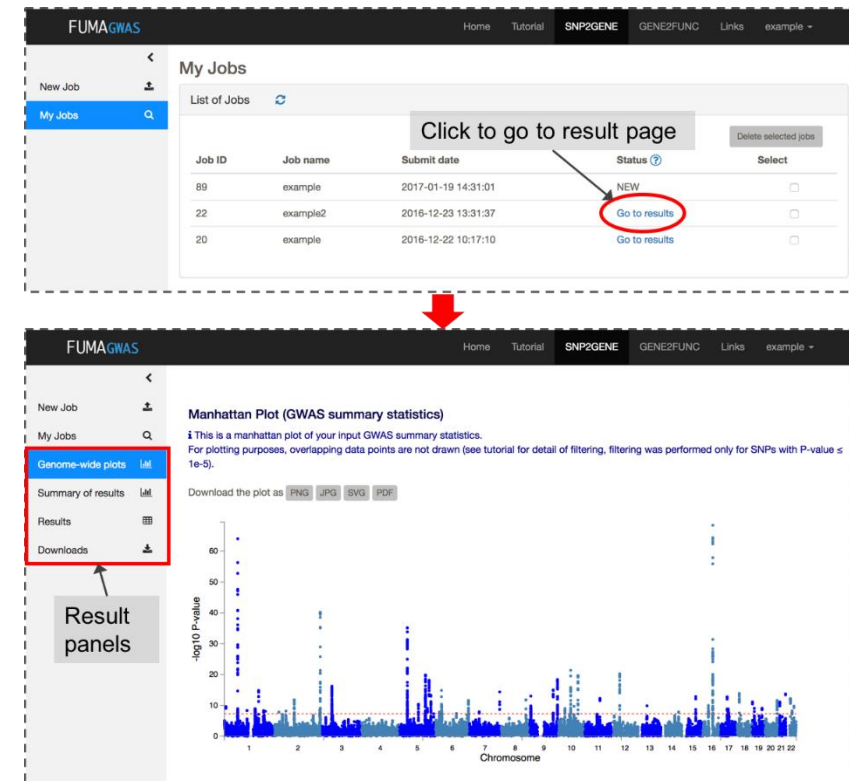 FUMAGWAS Home Tutorial SNP2GENE GENE2FUNC Links example
New Job
My Jobs
My Jobs
List of Jobs
Click to go to result page
Delete selected jobs
Job ID Job name Submit date Status ? Select
89 example 2017-01-19 14:31:01 NEW
22 example2 2016-12-23 13:31:37 Go to results
20 example 2016-12-22 10:17:10 Go to results
FUMAGWAS Home Tutorial SNP2GENE GENE2FUNC Links example
New Job
My Jobs
Genome-wide plots
Summary of results
Results
Downloads
Result
panels
Manhattan Plot (GWAS summary statistics)
i This is a manhattan plot of your input GWAS summary statistics.
For plotting purposes, overlapping data points are not drawn (see tutorial for detail of filtering, filtering was performed only for SNPs with P-value ≤
1e-5).
Download the plot as PNG JPG SVG PDF
-log10 P-value
60
50
40
30
20
10
0
1 2 3 4 5 6 7 8 9 10 11 12 13 14 15 16 17 18 19 20 21 22
Chromosome